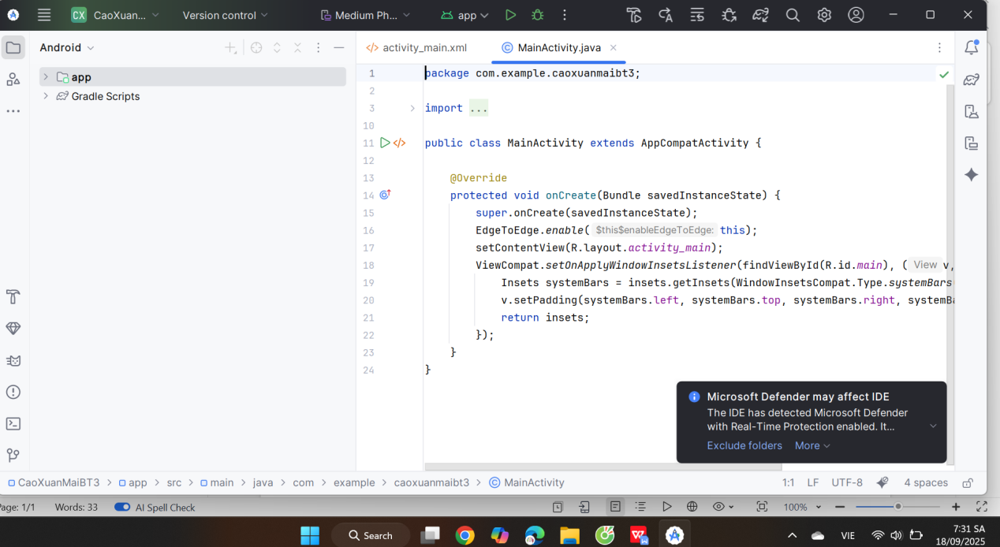 CX CaoXuan... Version control Medium Ph... app
Android
activity_main.xml MainActivity.java
app
Gradle Scripts
1 package com.example.caoxuanmaibt3;
2
3 import ...
10
11 public class MainActivity extends AppCompatActivity {
12
13 @Override
14 protected void onCreate(Bundle savedInstanceState) {
15 super.onCreate(savedInstanceState);
16 EdgeToEdge.enable( $this$enableEdgeToEdge: this);
17 setContentView(R.layout.activity_main);
18 ViewCompat.setOnApplyWindowInsetsListener(findViewById(R.id.main), ( View v,
19 Insets systemBars = insets.getInsets(WindowInsetsCompat.Type.systemBars
20 v.setPadding(systemBars.left, systemBars.top, systemBars.right, systemBa
21 return insets;
22 });
23 }
24 }
Microsoft Defender may affect IDE
The IDE has detected Microsoft Defender
with Real-Time Protection enabled. It...
Exclude folders More
CaoXuanMaiBT3 > app > src > main > java > com > example > caoxuanmaibt3 > MainActivity 1:1 LF UTF-8 4 spaces
Page: 1/1 Words: 33 AI Spell Check 100%
Search VIE 7:31 SA
18/09/2025